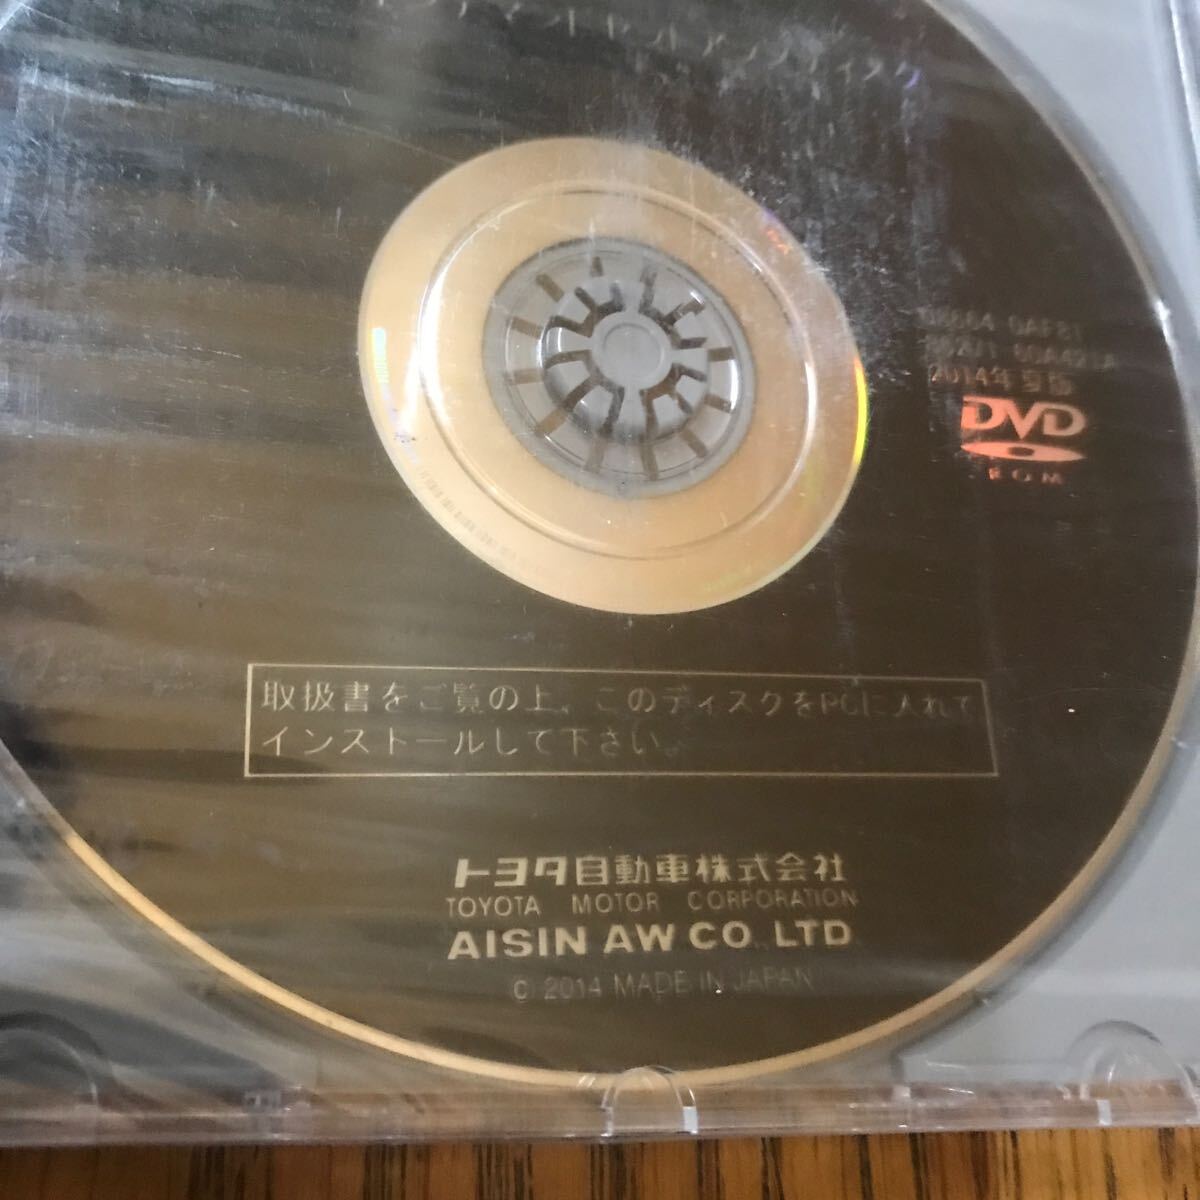 2014年夏版
DVD
ROM
取扱書をご覧の上、このディスクをPCに入れて
インストールして下さい。
トヨタ自動車株式会社
TOYOTA MOTOR CORPORATION
AISIN AW CO., LTD
© 2014 MADE IN JAPAN